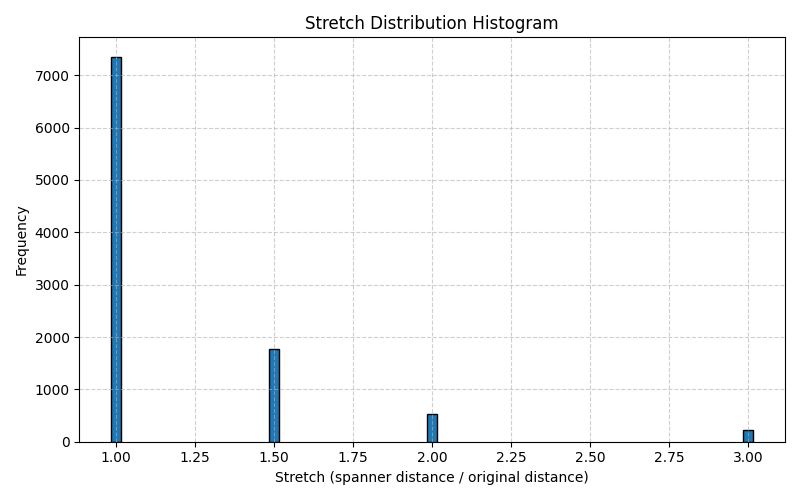 Stretch Distribution Histogram
Frequency
7000
6000
5000
4000
3000
2000
1000
0
1.00 1.25 1.50 1.75 2.00 2.25 2.50 2.75 3.00
Stretch (spanner distance / original distance)